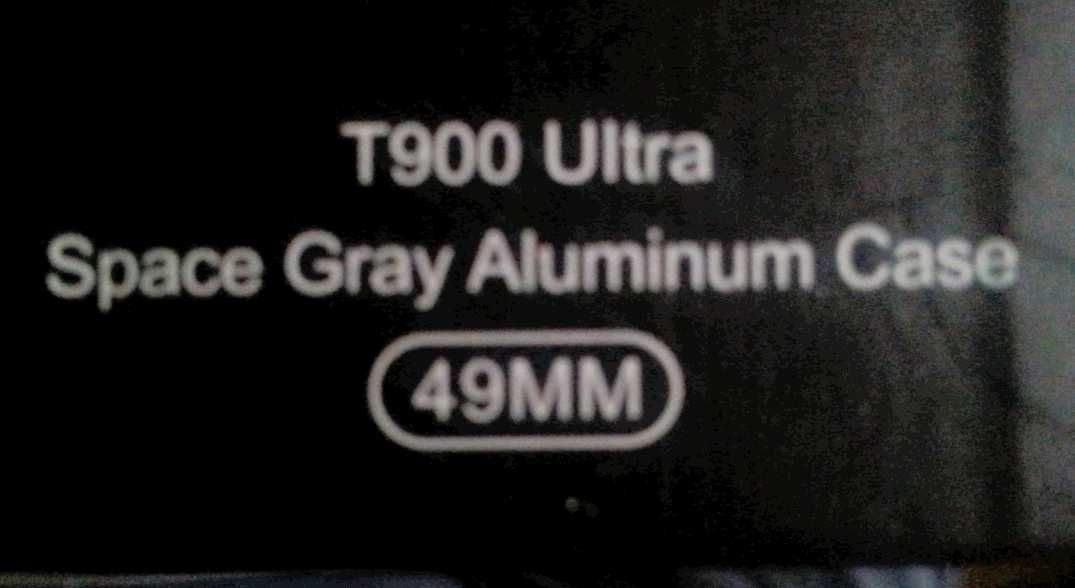 T900 Ultra
Space Gray Aluminum Case
49MM